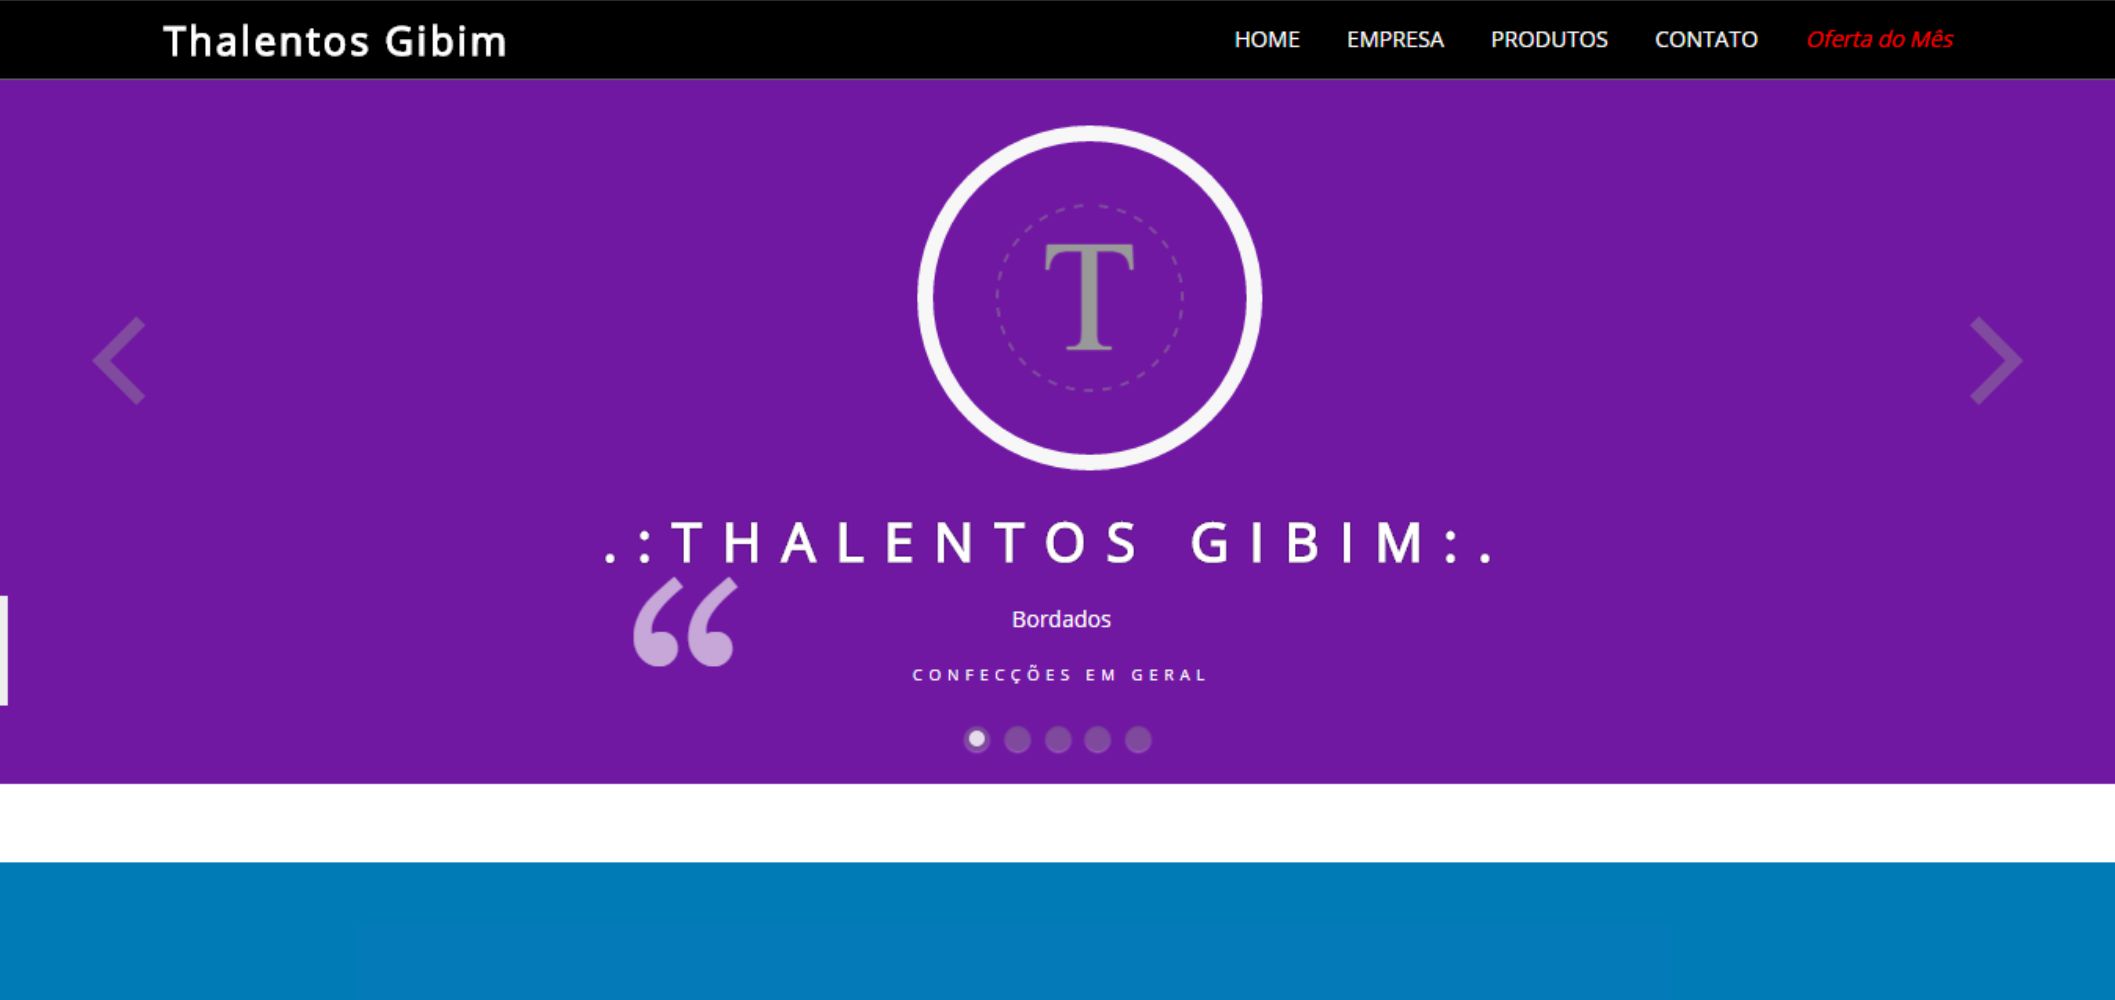 Thalentos Gibim
HOME EMPRESA PRODUTOS CONTATO Oferta do Mês
T
.:THALENTOS GIBIM:.
“
Bordados
CONFECÇÕES EM GERAL